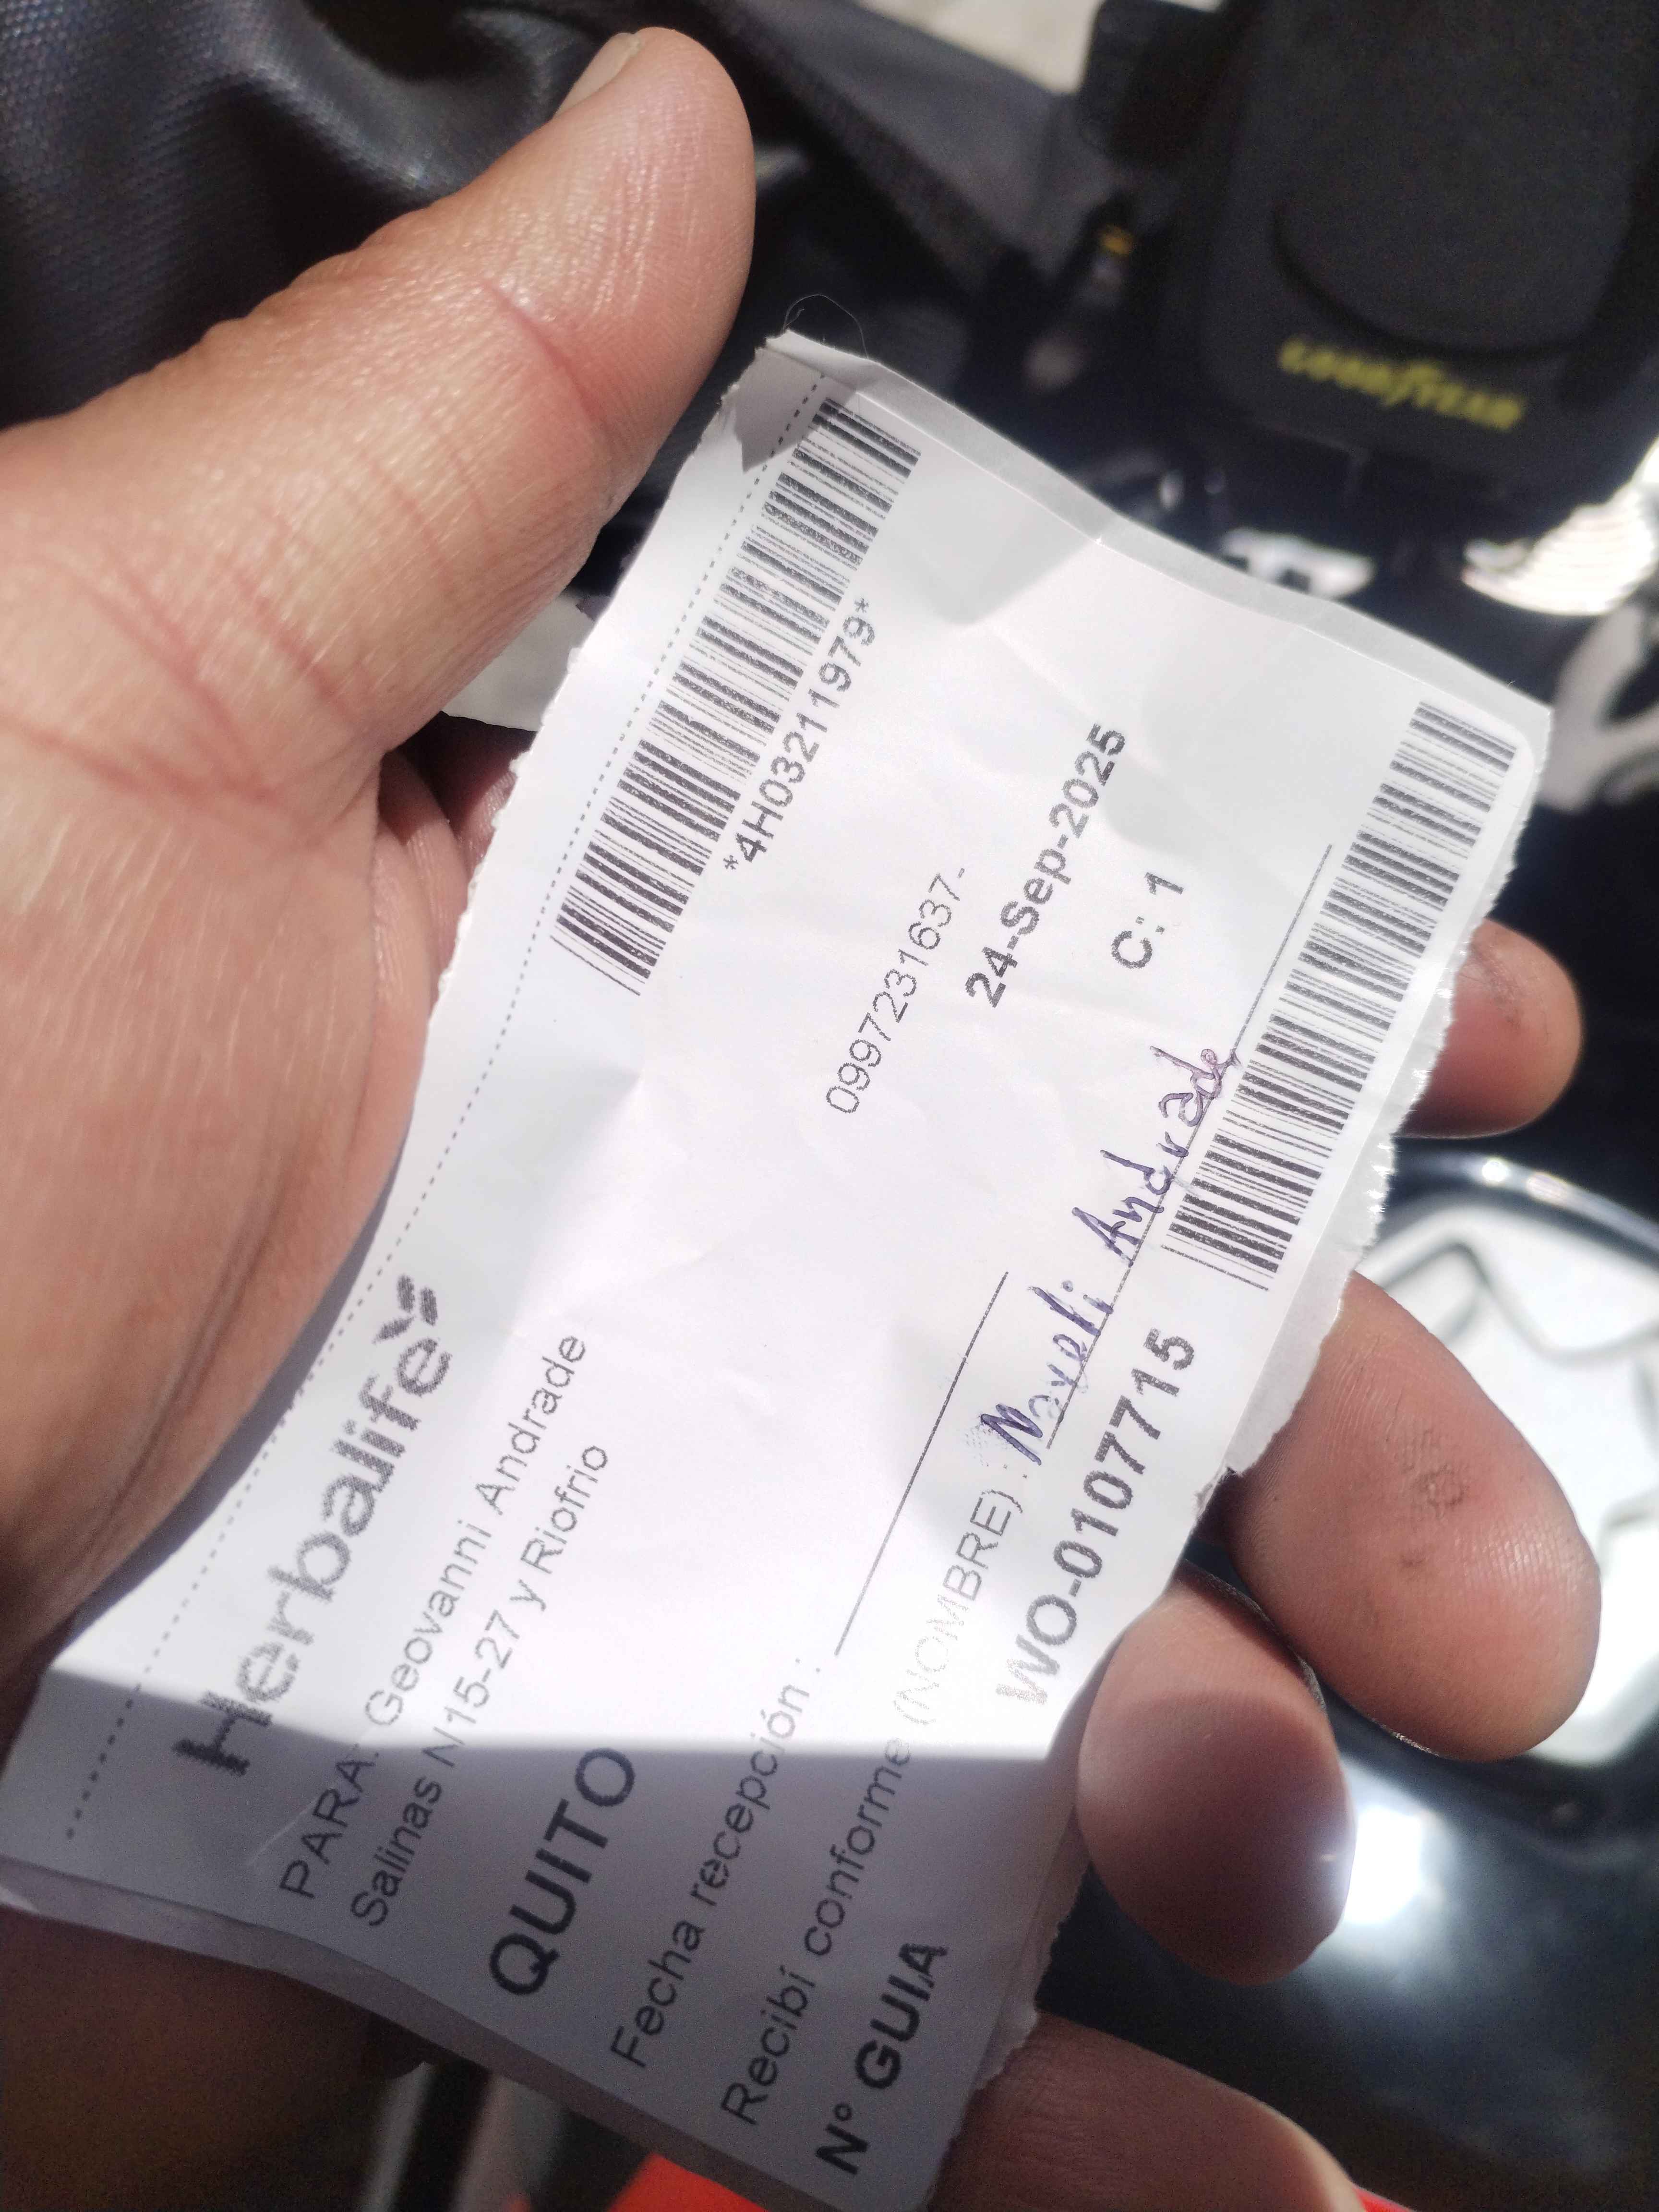 Herbalife
*4H03211979*
PARA: Geovanni Andrade
Salinas N15-27 y Riofrio
0997231637-
QUITO
24-Sep-2025
Fecha recepción :
C: 1
Recibí conforme (NOMBRE) : Nayeli Andrade
N° GUIA
WO-0107715
GOODYEAR